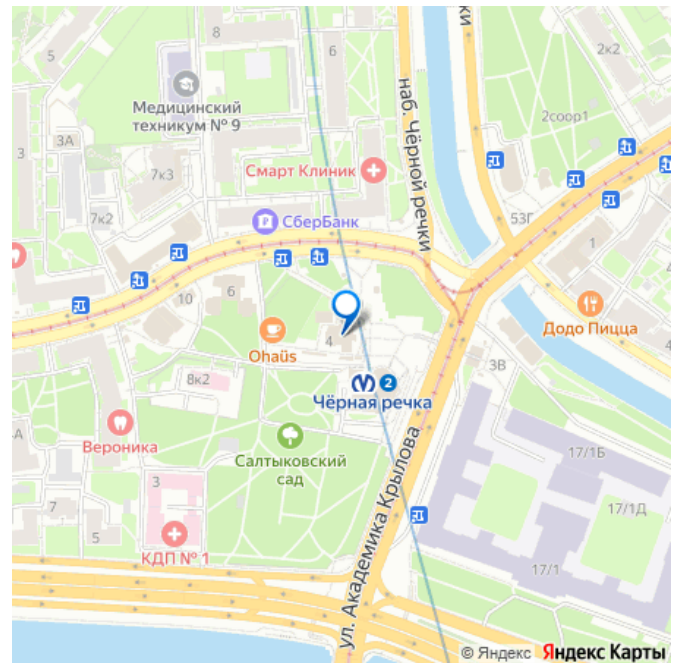 8
5
6
ки
2к2
Медицинский
техникум № 9
2соор1
3А
3
7к3
Смарт Клиник
наб. Чёрной речки
7к2
₽ СберБанк
53Г
1
4
10
6
Додо Пицца
4
Ohaüs
3В
8к2
2
Чёрная речка
А
Вероника
Салтыковский
сад
ул. Академика Крылова
17/1Б
3
17/1Д
7
5
КДП № 1
17/1
© Яндекс Яндекс Карты